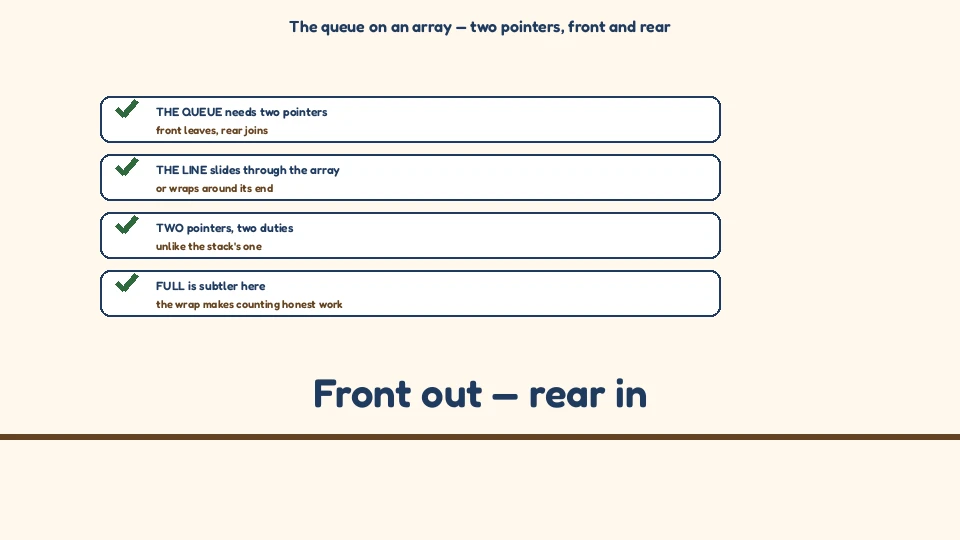 The queue on an array — two pointers, front and rear
THE QUEUE needs two pointers
front leaves, rear joins
THE LINE slides through the array
or wraps around its end
TWO pointers, two duties
unlike the stack's one
FULL is subtler here
the wrap makes counting honest work
Front out — rear in